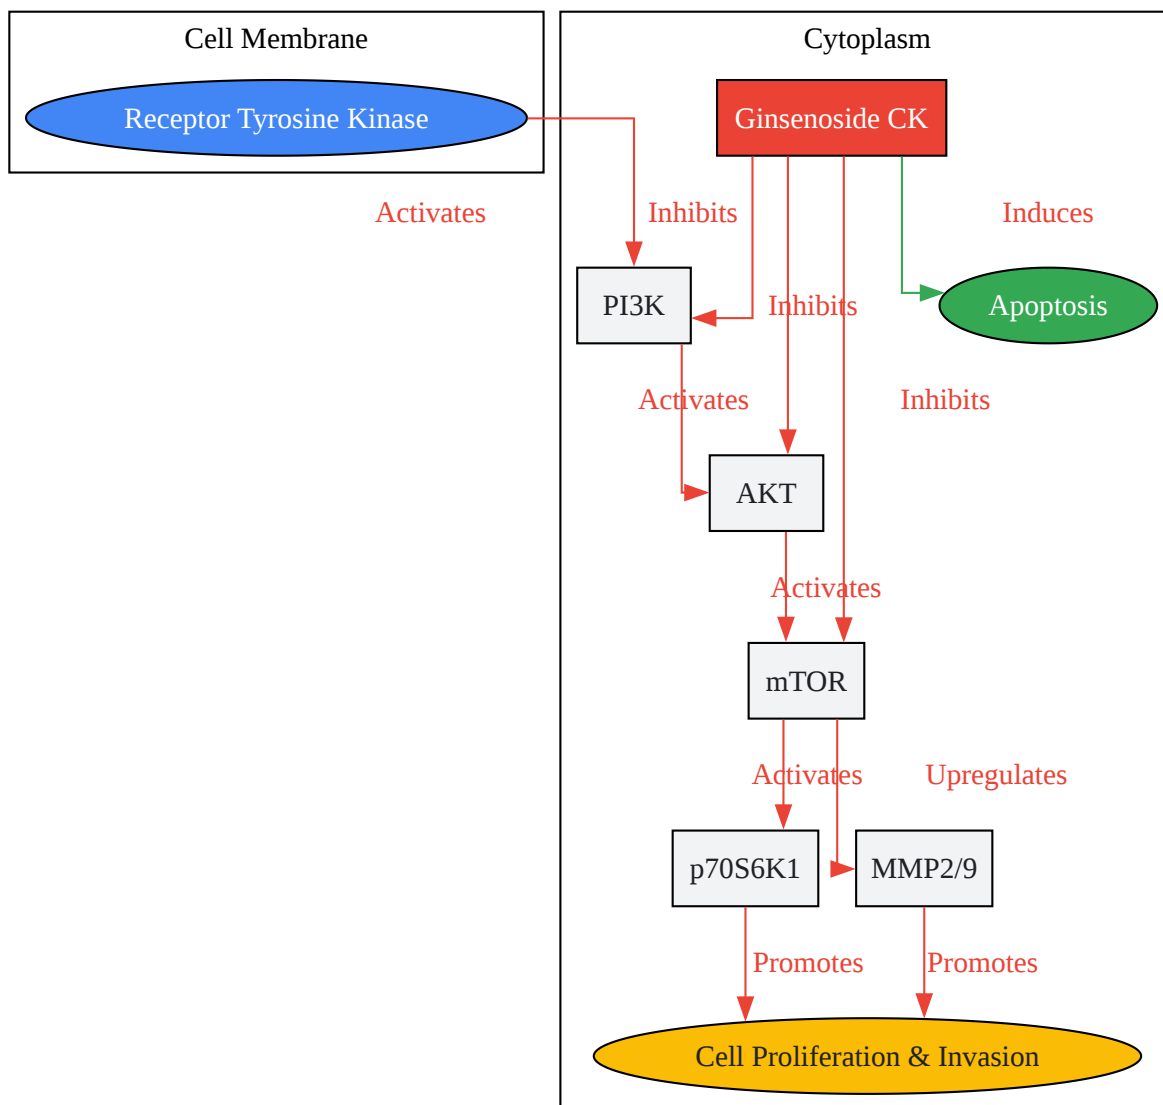 Cell Membrane
Cytoplasm
Receptor Tyrosine Kinase
Ginsenoside CK
Activates
Inhibits
Induces
PI3K
Inhibits
Apoptosis
Activates
Inhibits
AKT
Activates
mTOR
Activates
Upregulates
p70S6K1
MMP2/9
Promotes
Promotes
Cell Proliferation & Invasion